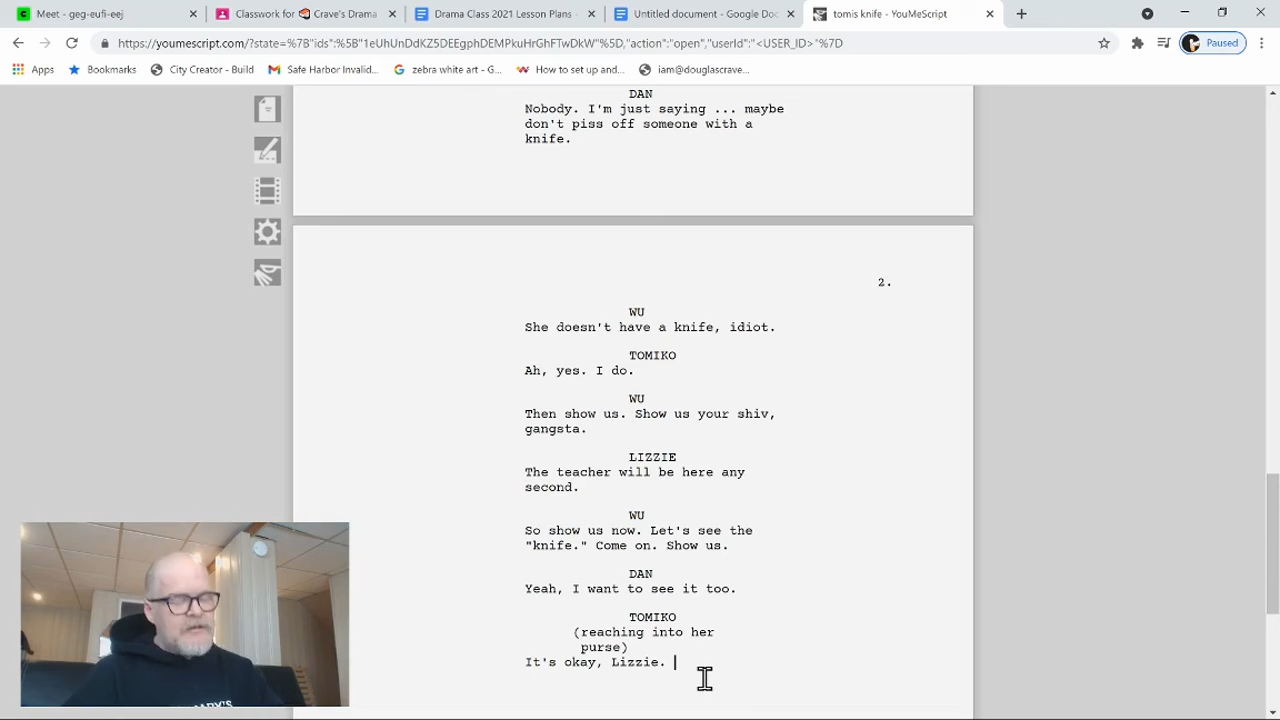 Meet - geg-eufi-eej
Classwork for Crave's Drama
Drama Class 2021 Lesson Plans -
Untitled document - Google Doc
tomis knife - YouMeScript
https://youmescript.com/?state=%7B"ids":%5B"1eUhUnDdKZ5DEEgphDEMPkuHrGhFTwDkW"%5D,"action":"open","userId":"<USER_ID>"%7D
Paused
Apps
Bookmarks
City Creator - Build
Safe Harbor Invalid...
zebra white art - G...
How to set up and...
iam@douglascrave...
DAN
Nobody. I'm just saying ... maybe
don't piss off someone with a
knife.
2.
WU
She doesn't have a knife, idiot.
TOMIKO
Ah, yes. I do.
WU
Then show us. Show us your shiv,
gangsta.
LIZZIE
The teacher will be here any
second.
WU
So show us now. Let's see the
"knife." Come on. Show us.
DAN
Yeah, I want to see it too.
TOMIKO
(reaching into her
purse)
It's okay, Lizzie.